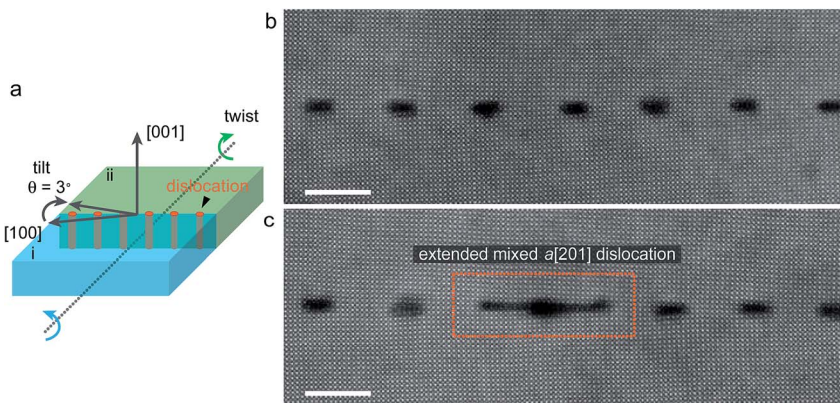 a
[001]
twist
tilt
θ = 3°
ii
dislocation
[100]
i
b
c
extended mixed a[201] dislocation